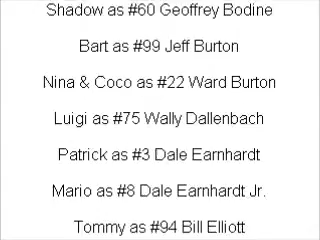 Shadow as #60 Geoffrey Bodine
Bart as #99 Jeff Burton
Nina & Coco as #22 Ward Burton
Luigi as #75 Wally Dallenbach
Patrick as #3 Dale Earnhardt
Mario as #8 Dale Earnhardt Jr.
Tommy as #94 Bill Elliott